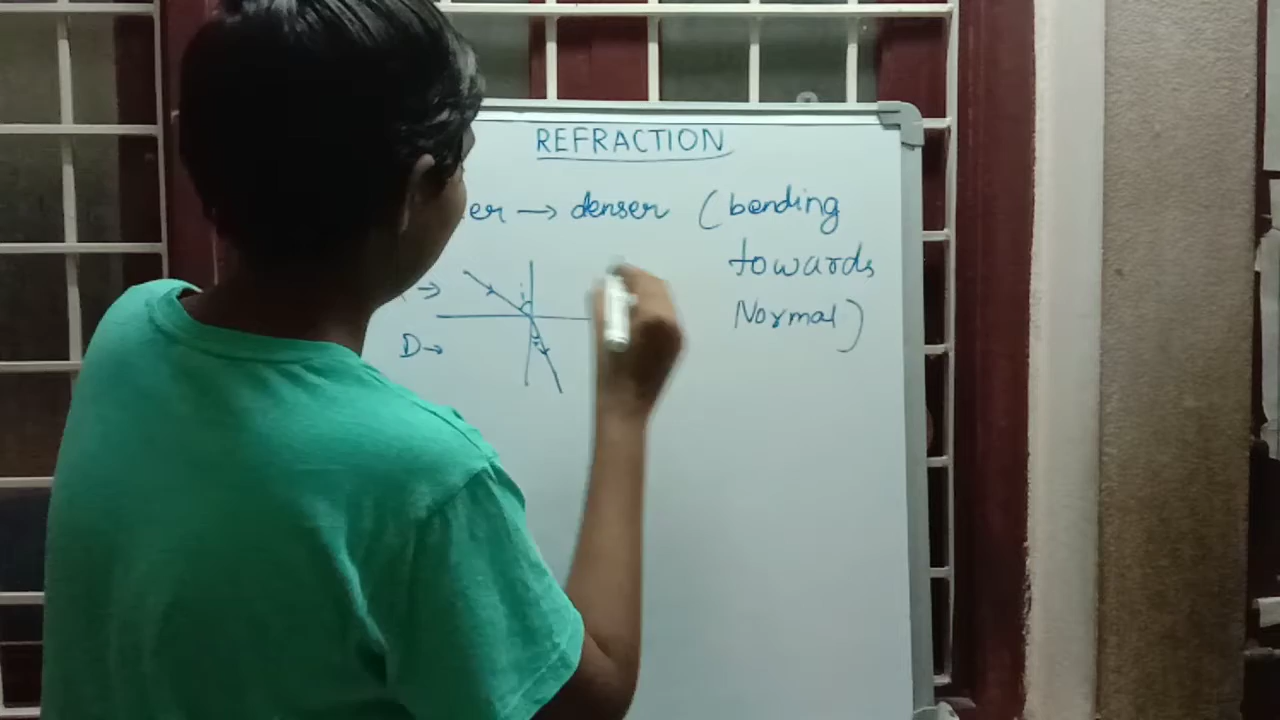 REFRACTION
er → denser (bending
towards
Normal)
→
i
D→
r